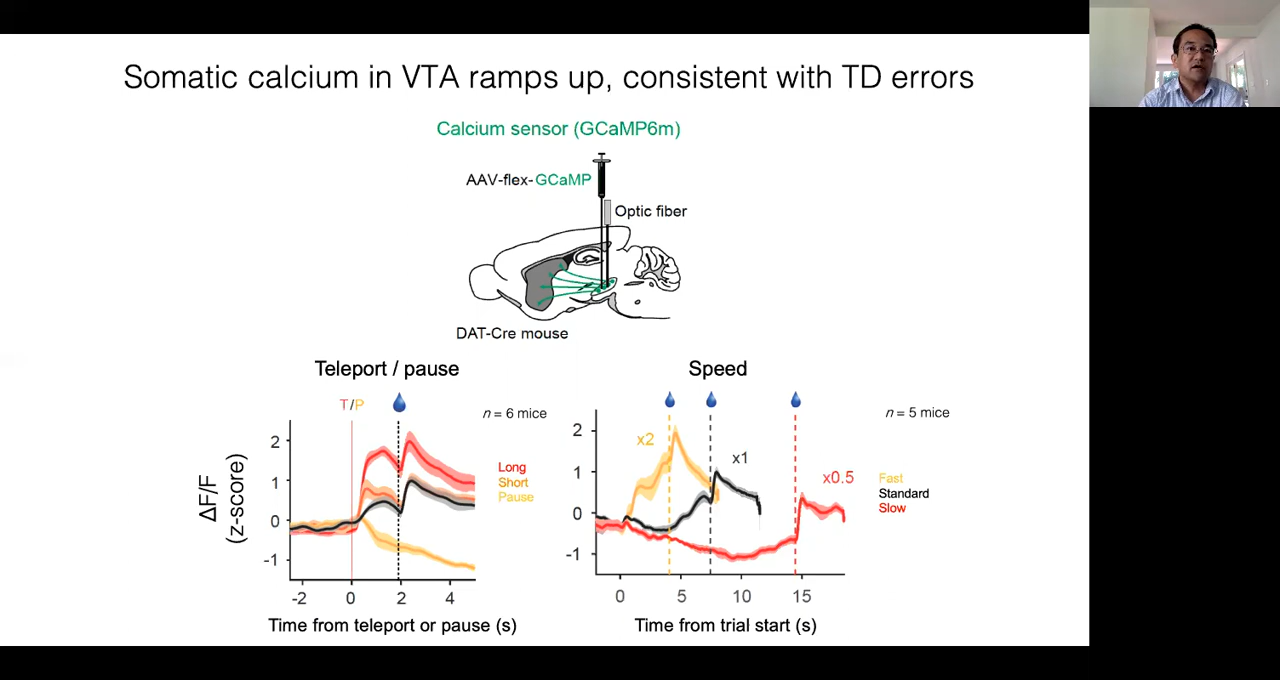 Somatic calcium in VTA ramps up, consistent with TD errors
Calcium sensor (GCaMP6m)
AAV-flex-GCaMP
Optic fiber
DAT-Cre mouse
Teleport / pause
T/P
n = 6 mice
Long
Short
Pause
ΔF/F
(z-score)
2
1
0
-1
-2
0
2
4
Time from teleport or pause (s)
Speed
n = 5 mice
x2
x1
x0.5
Fast
Standard
Slow
2
1
0
-1
0
5
10
15
Time from trial start (s)